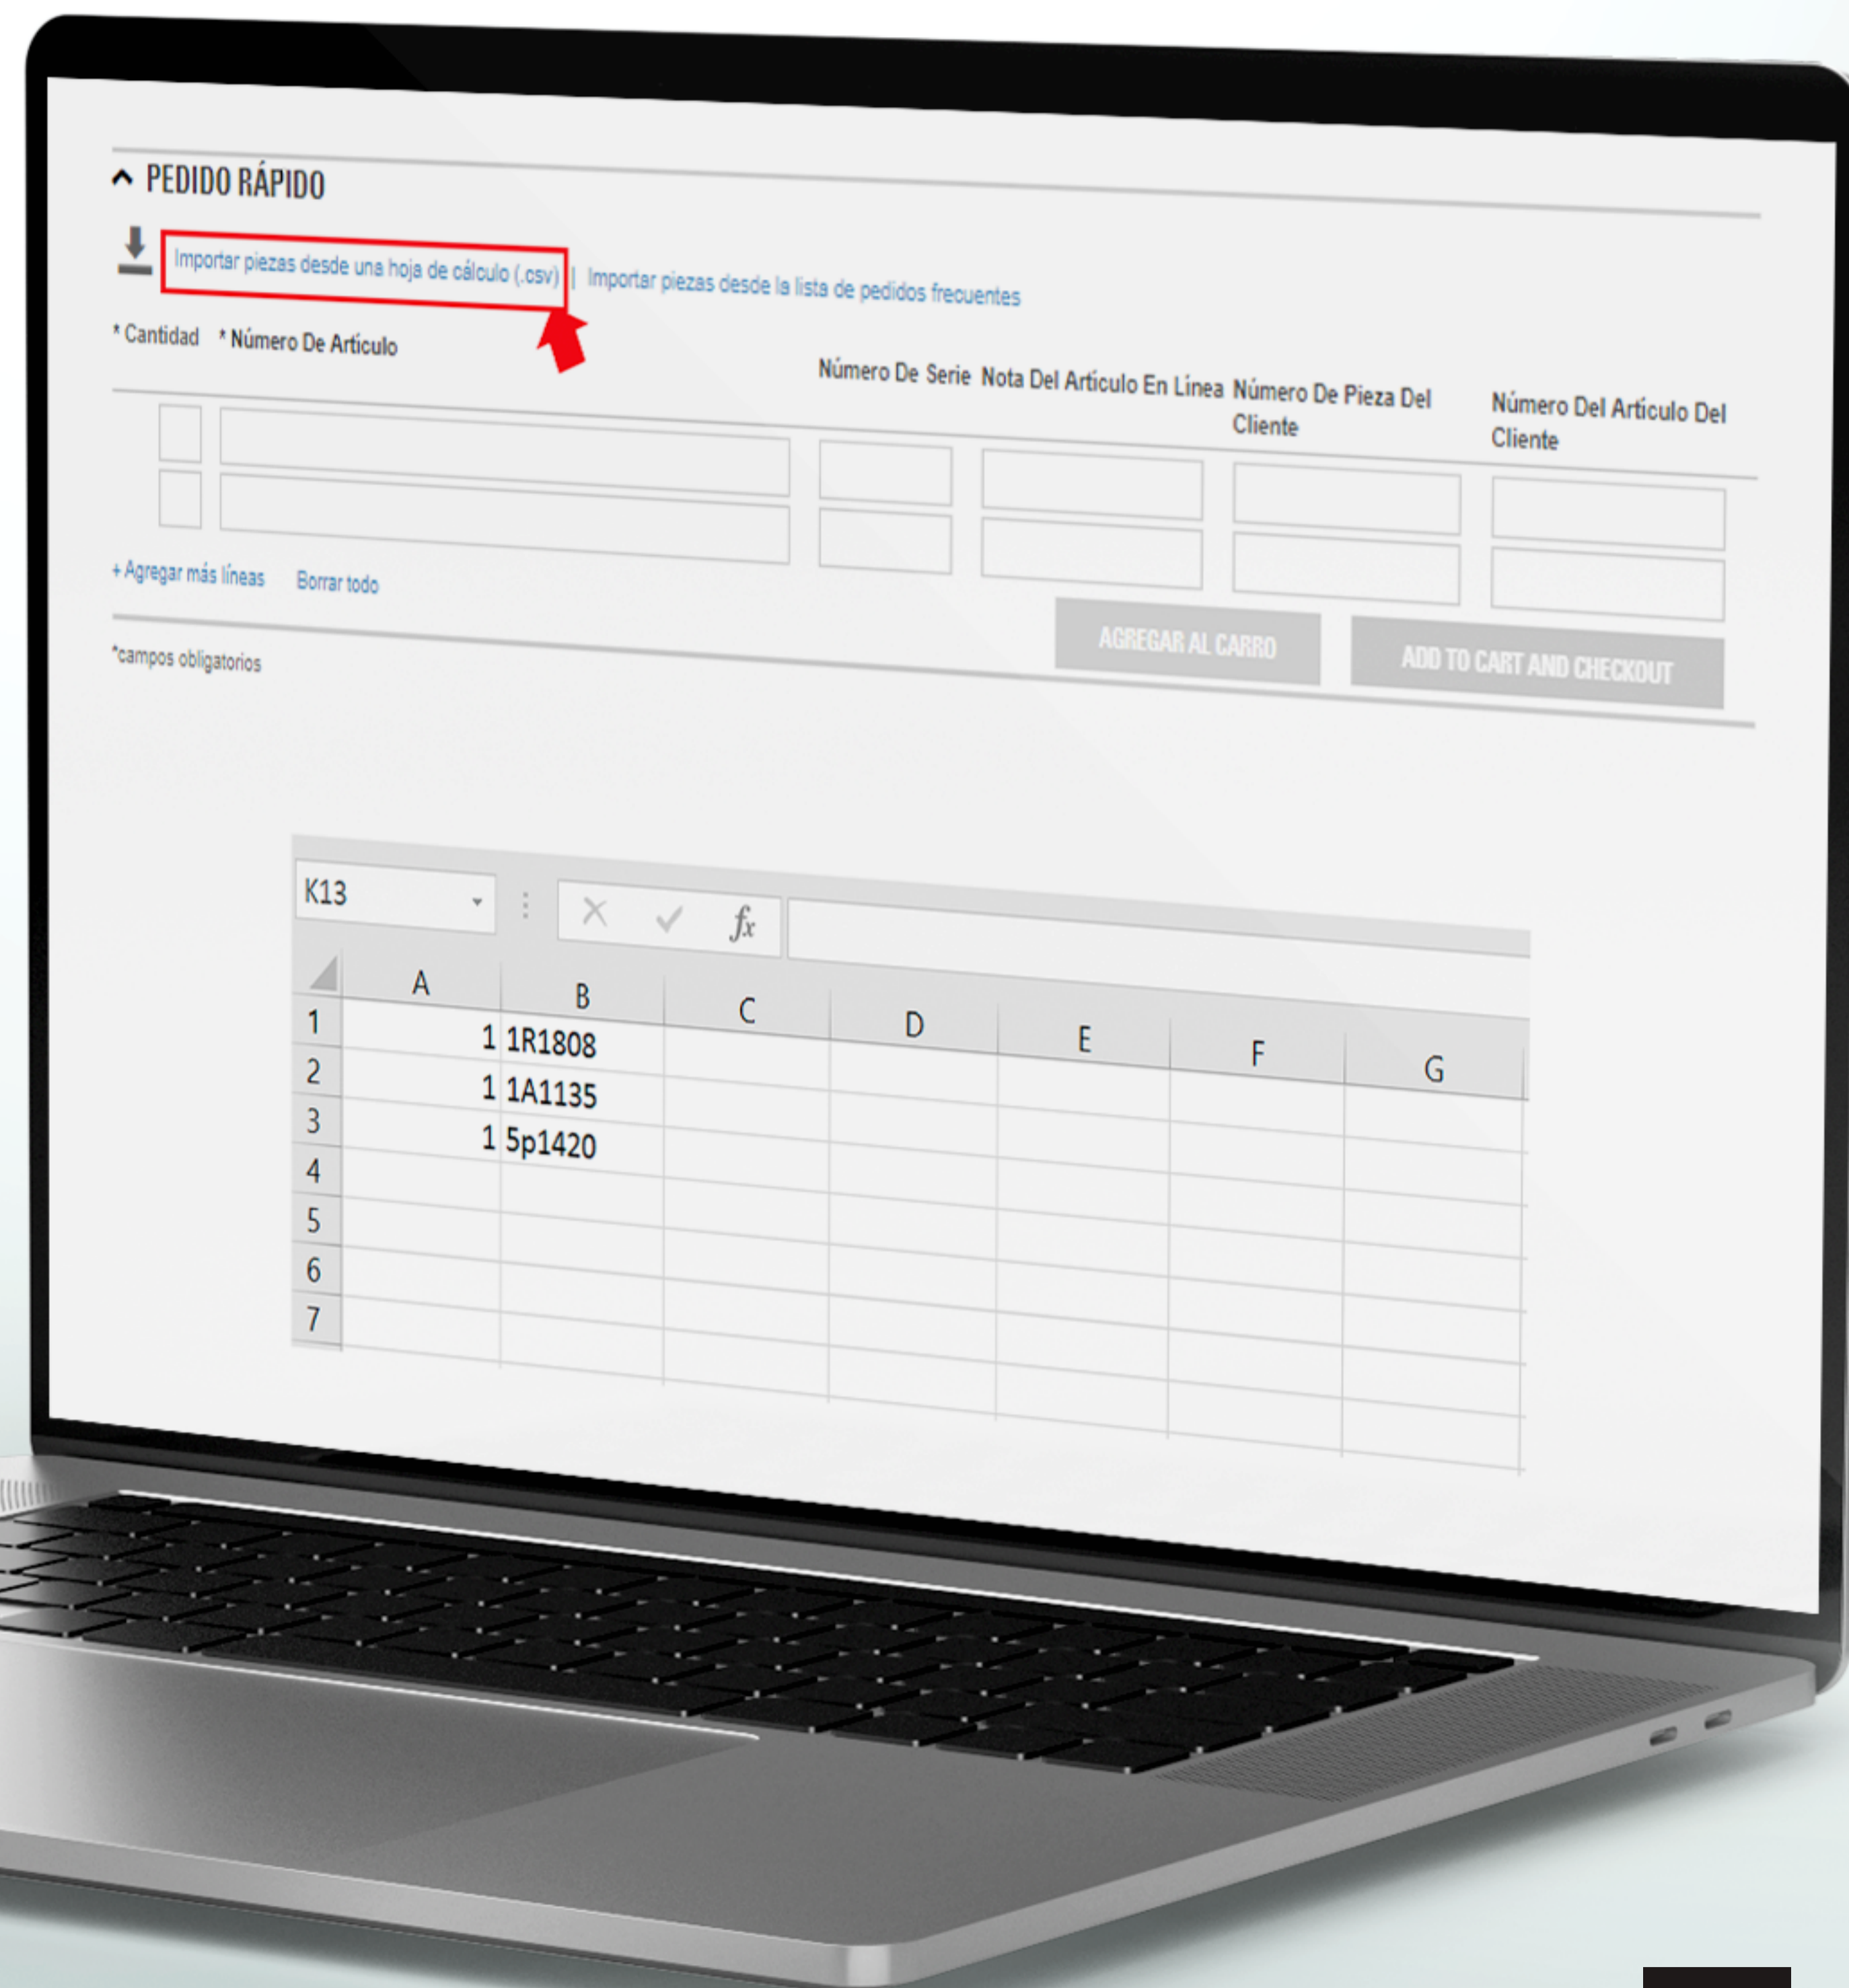 PEDIDO RÁPIDO
Importar piezas desde una hoja de cálculo (.csv) | Importar piezas desde la lista de pedidos frecuentes
* Cantidad * Número De Artículo Número De Serie Nota Del Artículo En Línea Número De Pieza Del Cliente Número Del Artículo Del Cliente
+ Agregar más líneas Borrar todo
AGREGAR AL CARRO ADD TO CART AND CHECKOUT
*campos obligatorios
K13 fx
A B C D E F G
1 1 1R1808
2 1 1A1135
3 1 5p1420
4
5
6
7